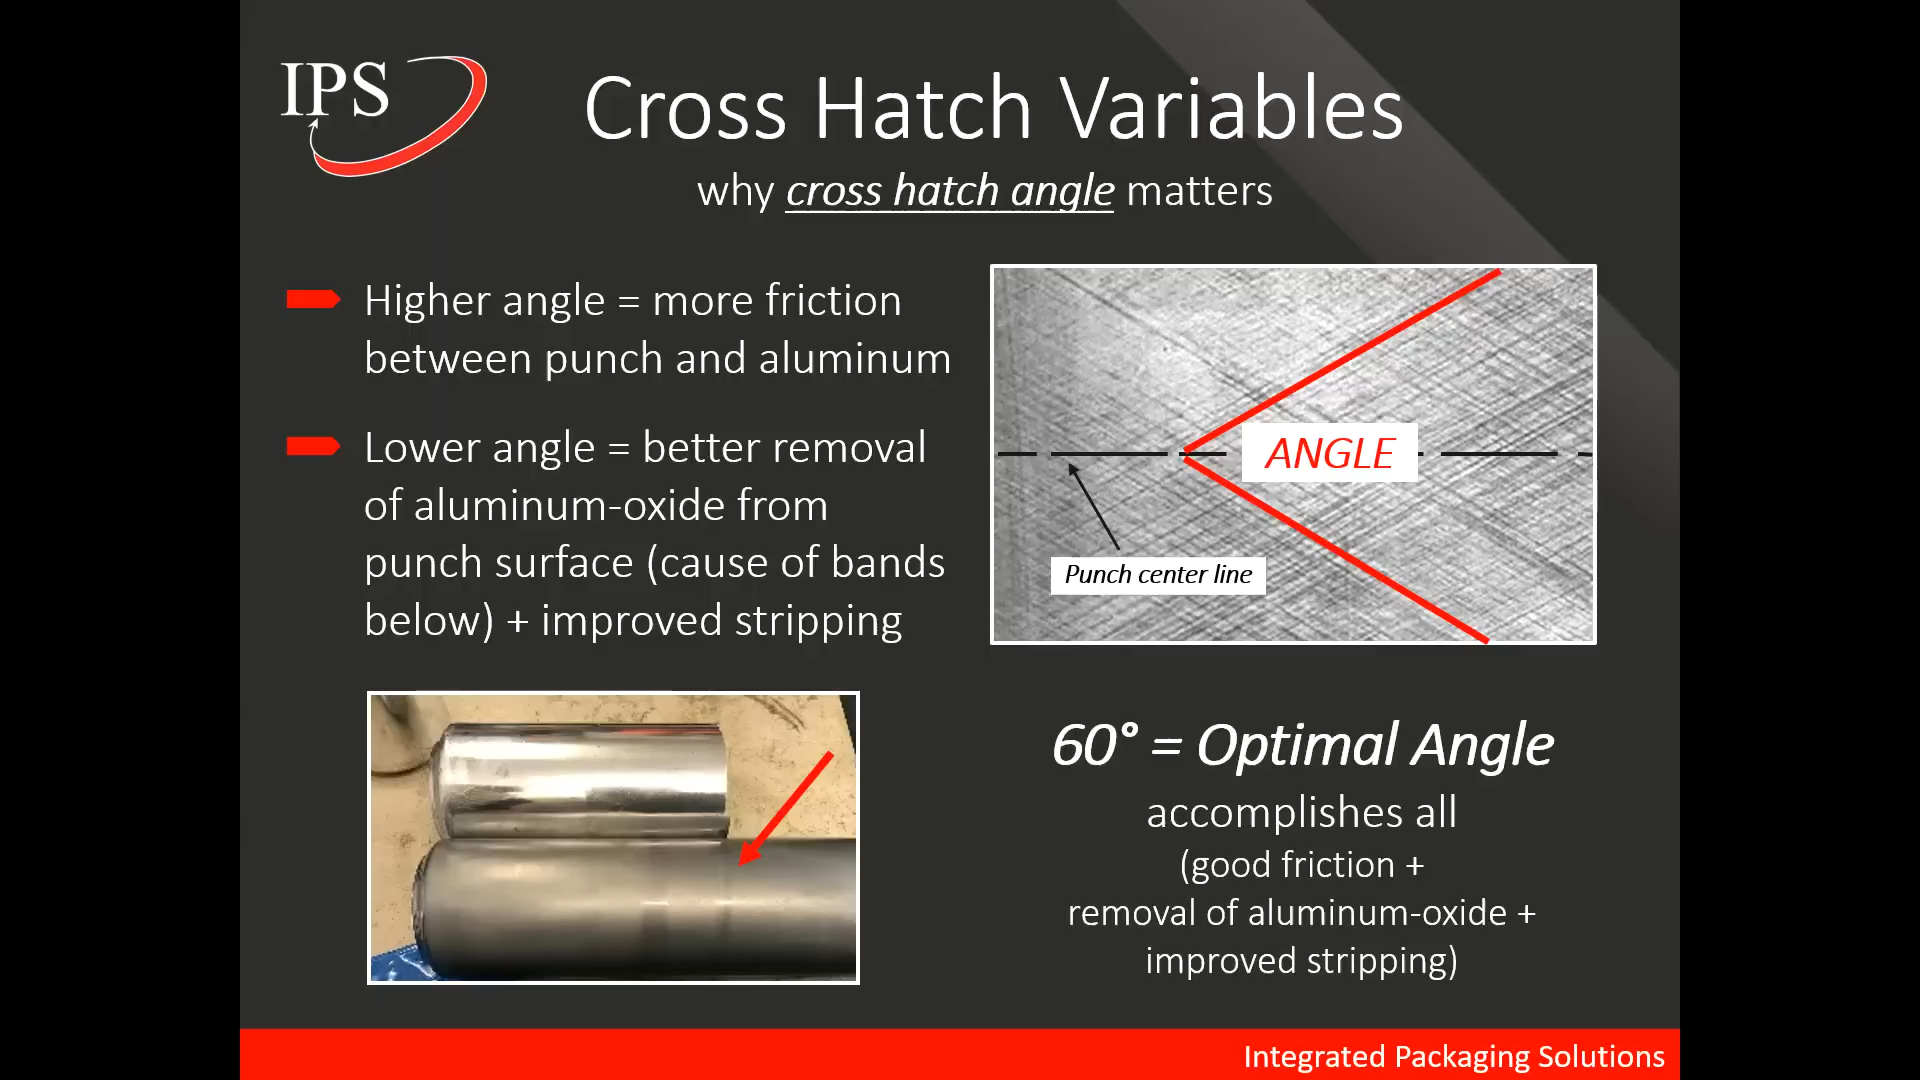 IPS
Cross Hatch Variables
why cross hatch angle matters
Higher angle = more friction
between punch and aluminum
Lower angle = better removal
of aluminum-oxide from
punch surface (cause of bands
below) + improved stripping
ANGLE
Punch center line
60° = Optimal Angle
accomplishes all
(good friction +
removal of aluminum-oxide +
improved stripping)
Integrated Packaging Solutions